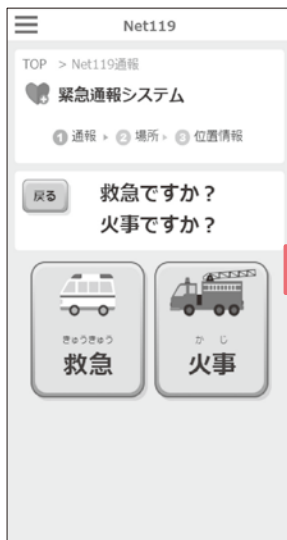 Net119
TOP > Net119通報
緊急通報システム
1 通報 ▶ 2 場所 ▶ 3 位置情報
戻る
救急ですか？
火事ですか？
きゅうきゅう
救急
かじ
火事